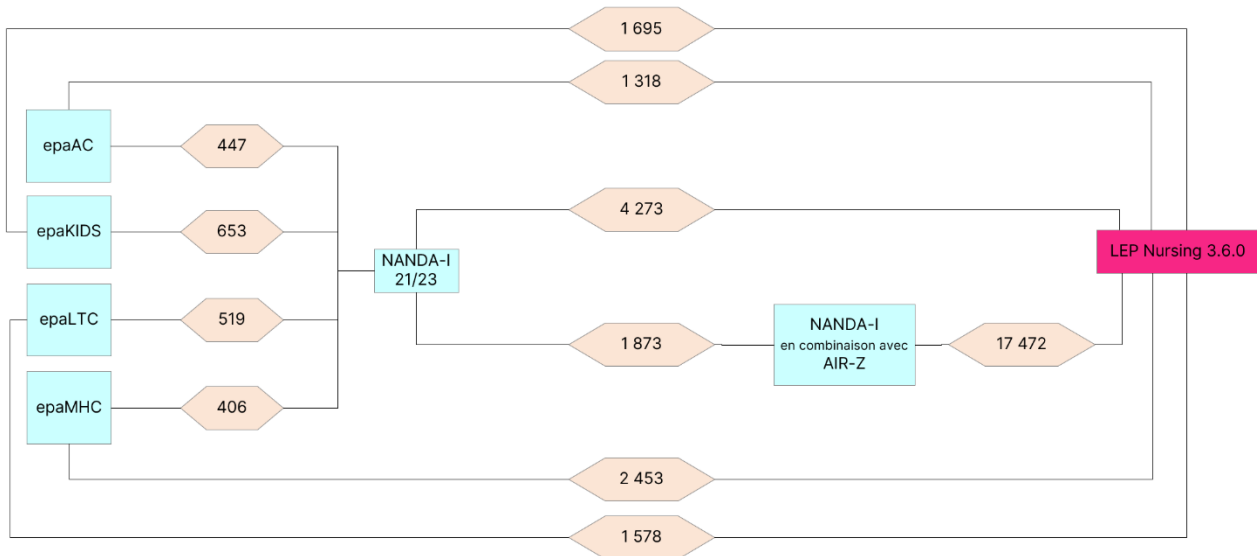 1 695
1 318
epaAC
447
epaKIDS
653
4 273
LEP Nursing 3.6.0
NANDA-I
21/23
epaLTC
519
1 873
NANDA-I
en combinaison avec
AIR-Z
17 472
epaMHC
406
2 453
1 578